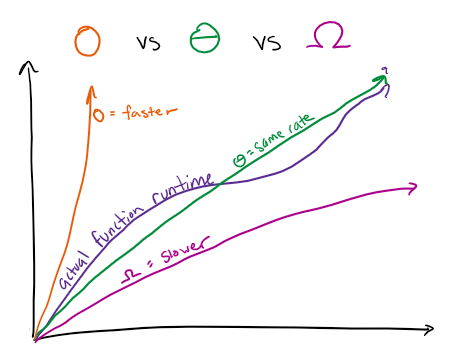 O vs Θ vs Ω
O = faster
Θ = same rate
actual function runtime
Ω = slower